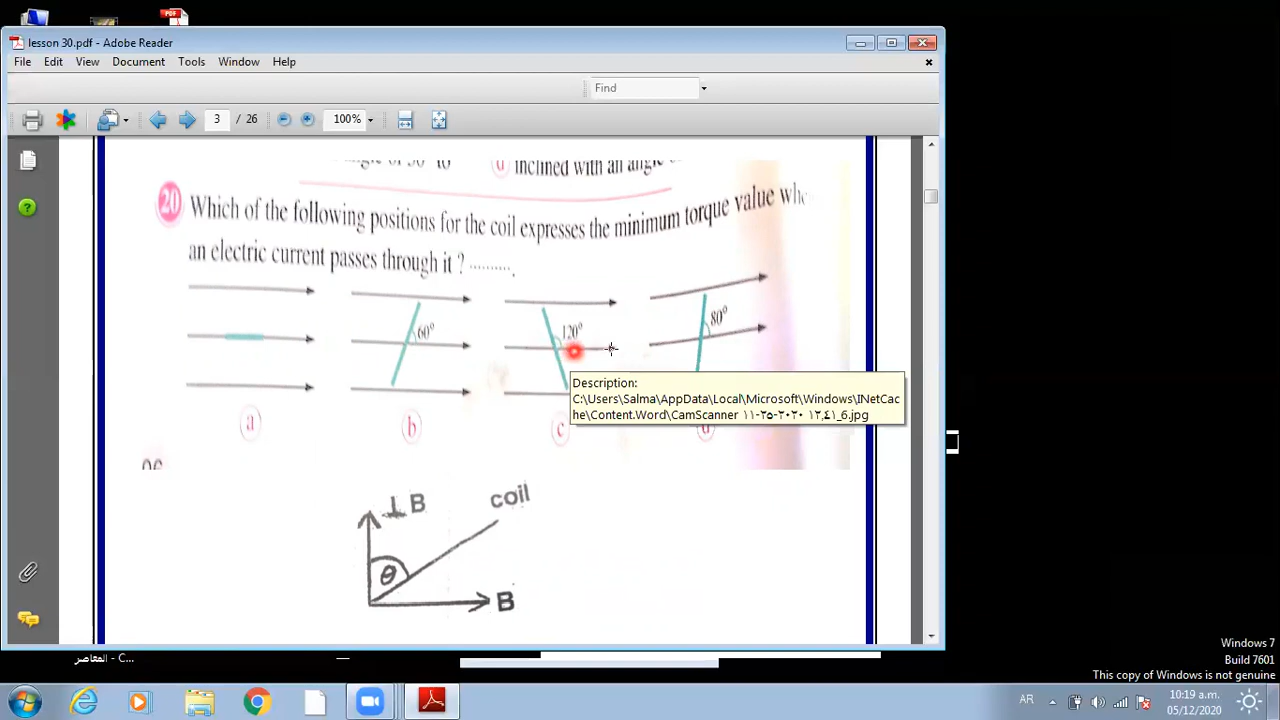 lesson 30.pdf - Adobe Reader
File Edit View Document Tools Window Help
Find
3 / 26 100%
inclined with an angle
20 Which of the following positions for the coil expresses the minimum torque value
an electric current passes through it ? ..........
60° 120° 80°
Description:
C:\Users\Salma\AppData\Local\Microsoft\Windows\INetCac
he\Content.Word\CamScanner ١١-٢٥-٢٠٢٠ ١٢,٤١_6.jpg
a b c d
⊥ B coil
θ
B
Windows 7
Build 7601
This copy of Windows is not genuine
المعاصر - C...
AR 10:19 a.m.
05/12/2020